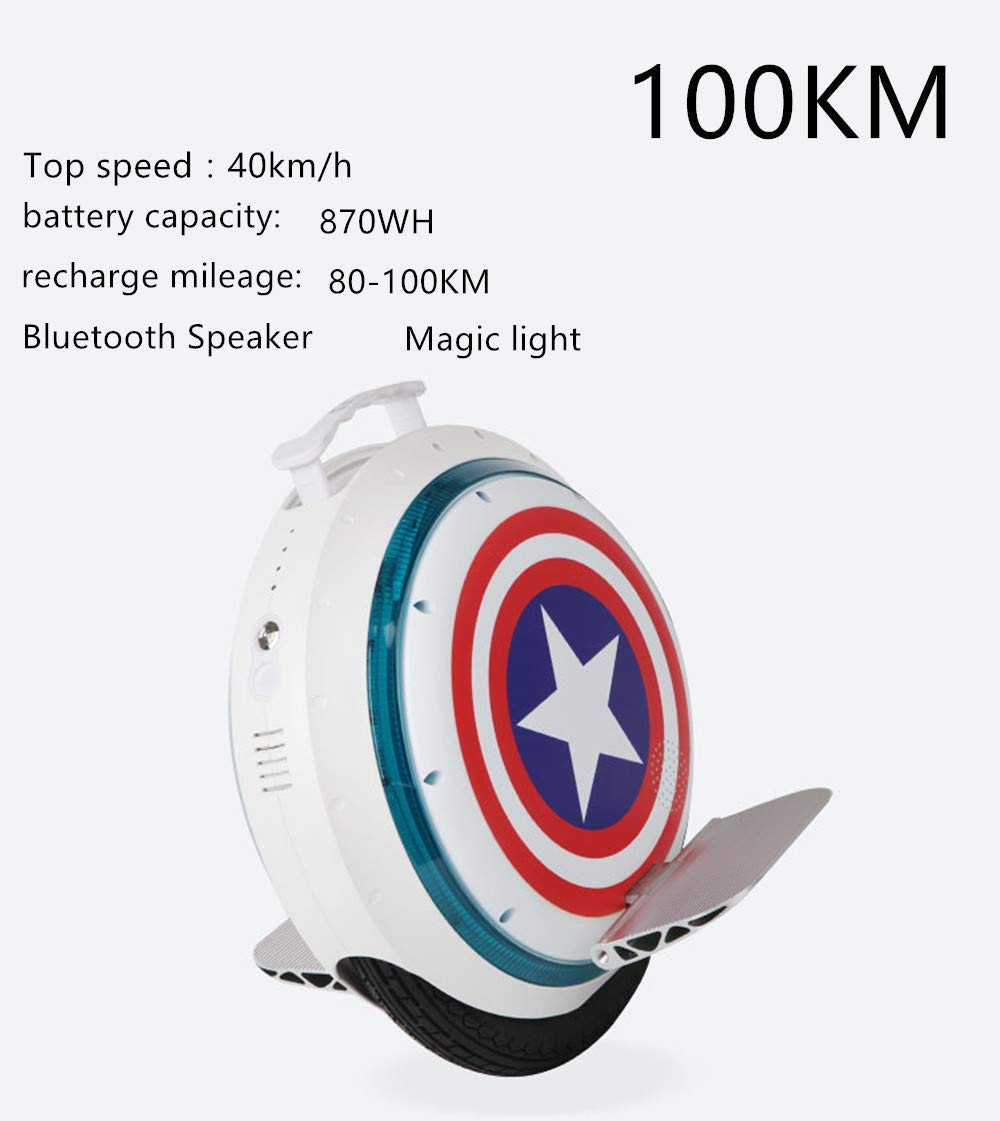 100KM
Top speed：40km/h
battery capacity: 870WH
recharge mileage: 80-100KM
Bluetooth Speaker Magic light